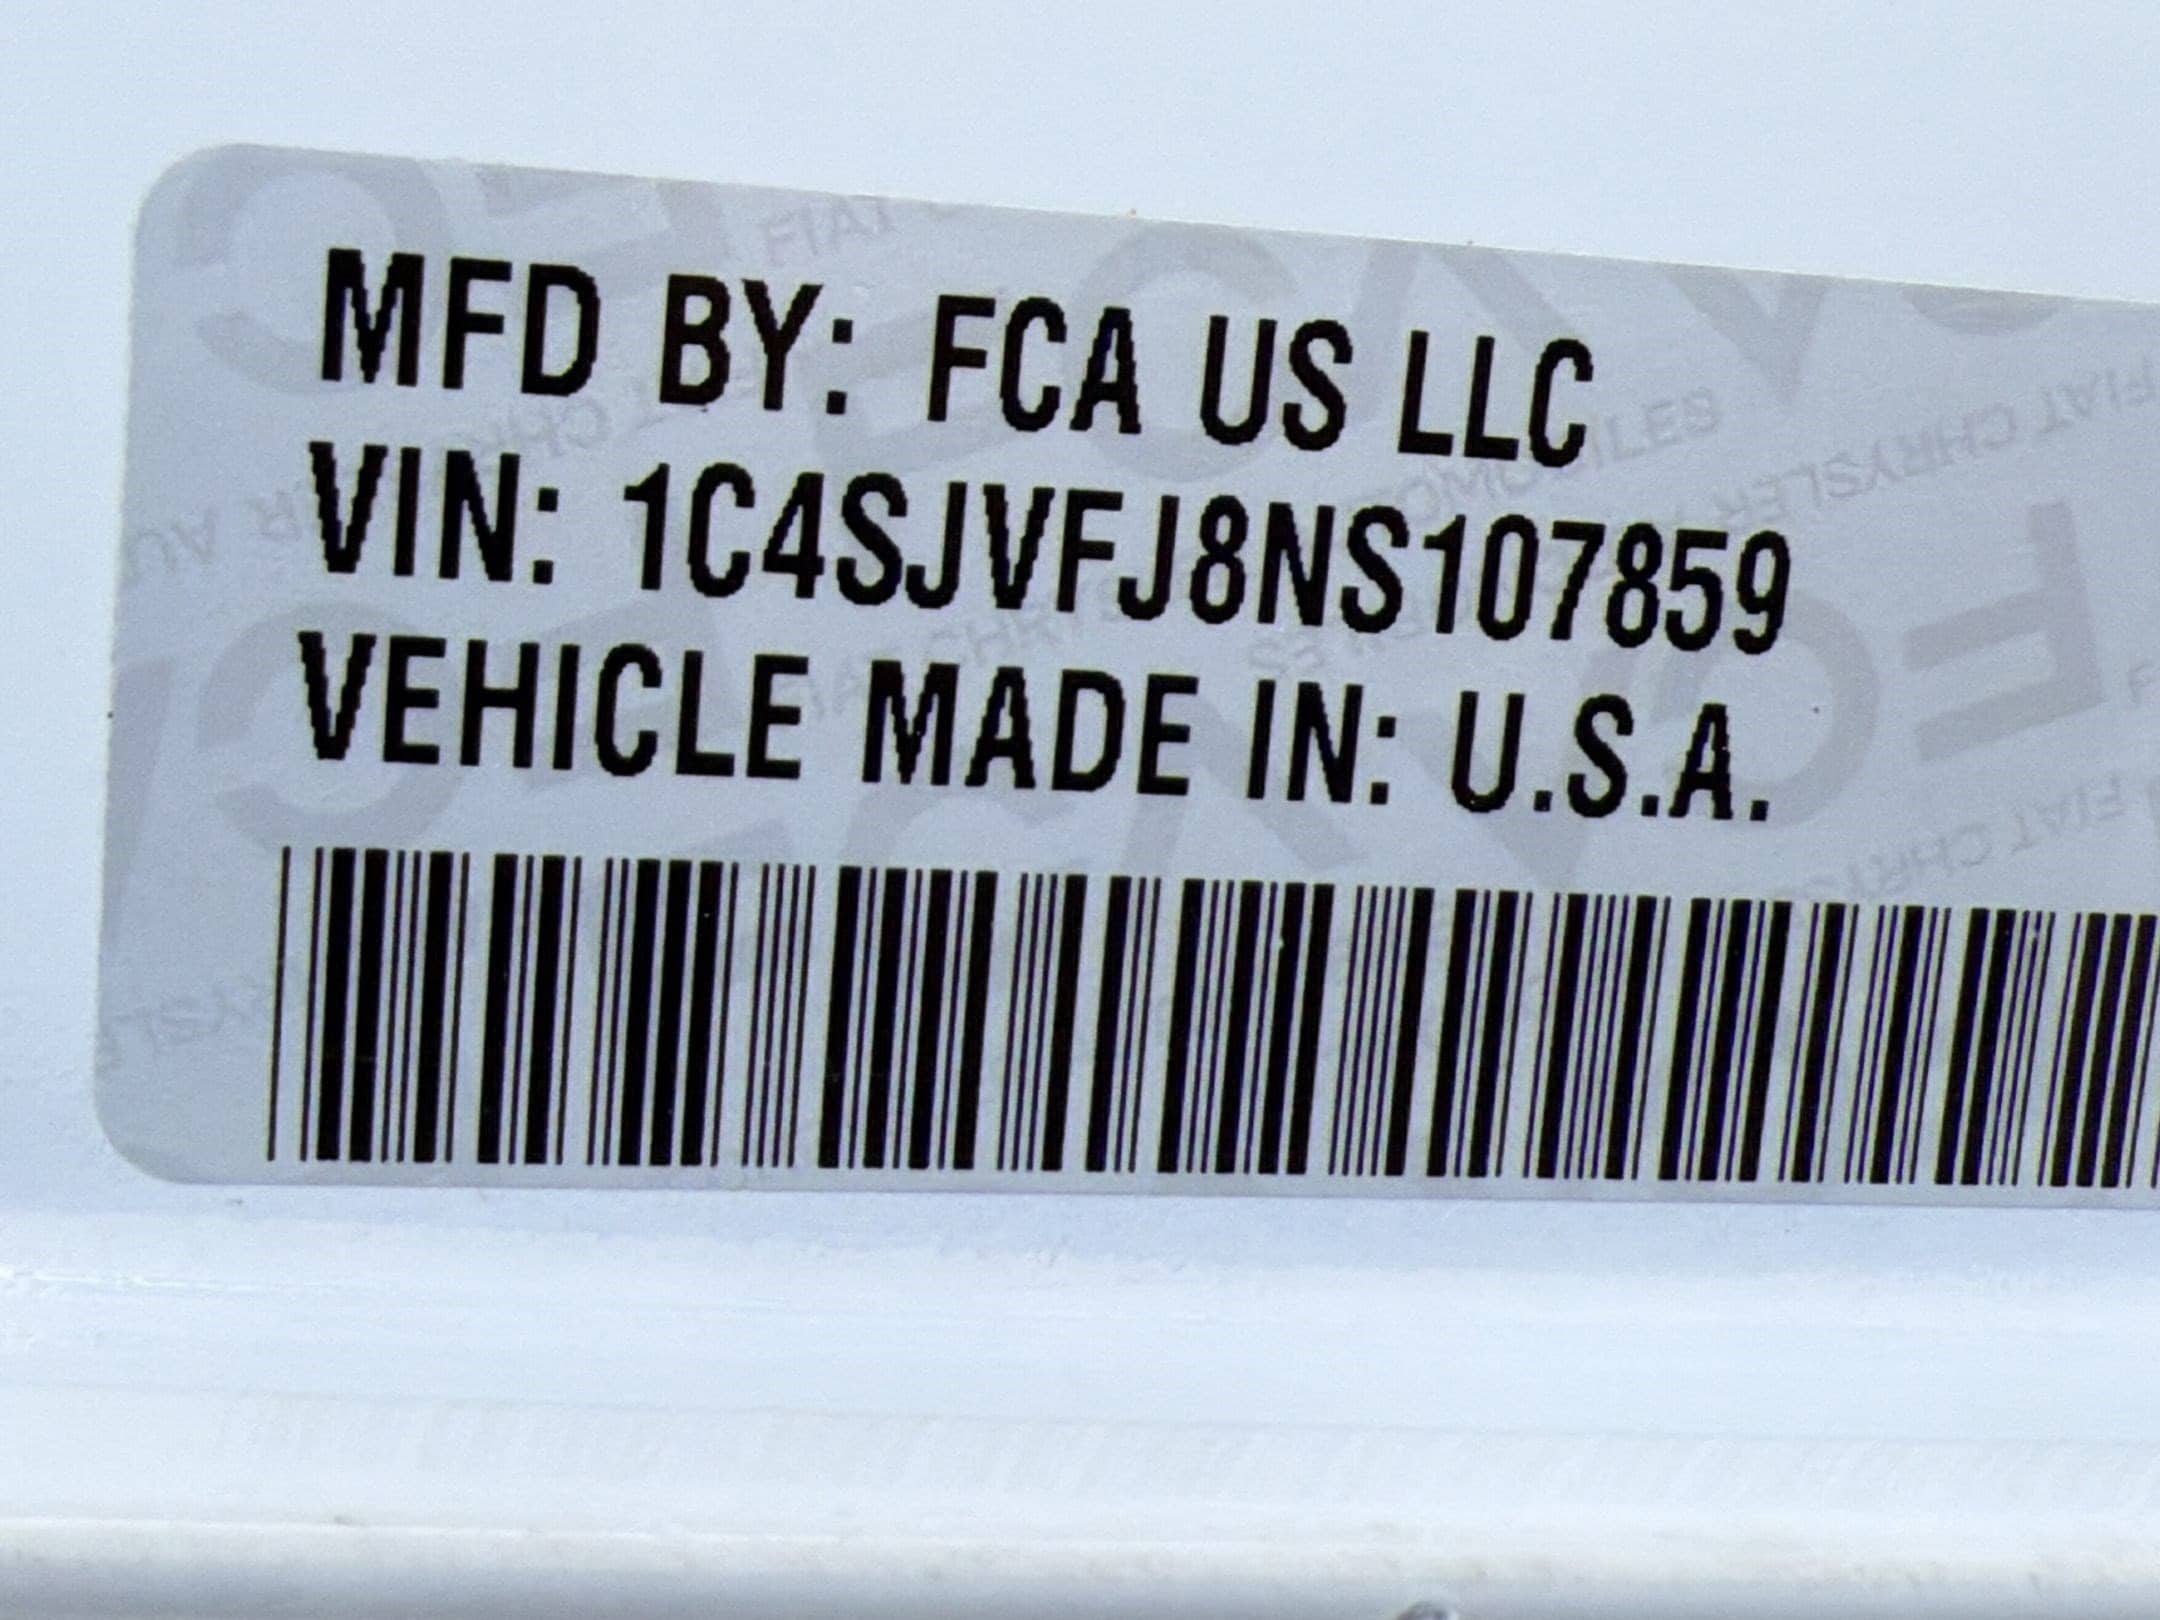 MFD BY: FCA US LLC
VIN: 1C4SJVFJ8NS107859
VEHICLE MADE IN: U.S.A.